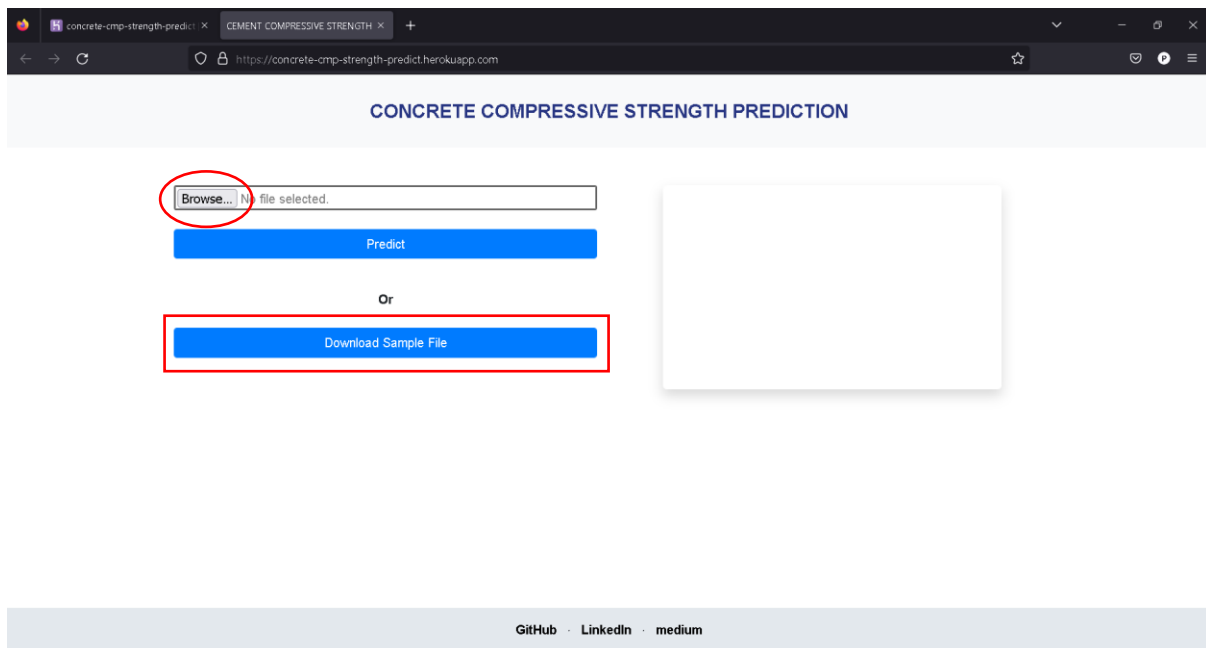 concrete-cmp-strength-predict
CEMENT COMPRESSIVE STRENGTH
https://concrete-cmp-strength-predict.herokuapp.com
P
CONCRETE COMPRESSIVE STRENGTH PREDICTION
Browse... No file selected.
Predict
Or
Download Sample File
GitHub · LinkedIn · medium